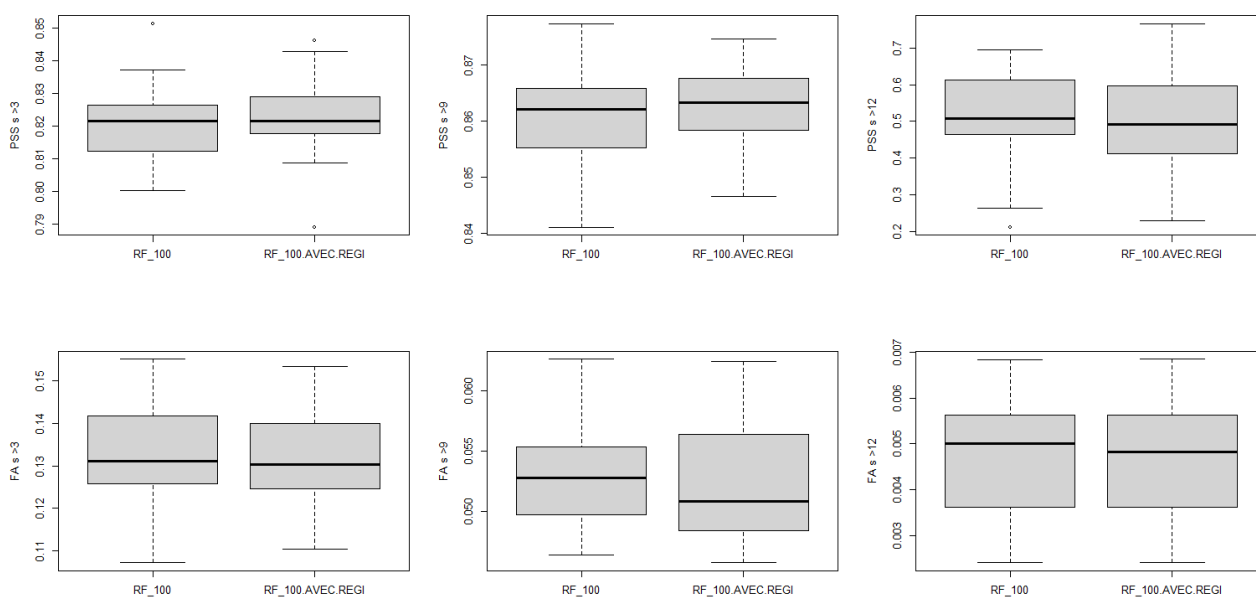 PSS s >3
0.79 0.80 0.81 0.82 0.83 0.84 0.85
RF_100 RF_100.AVEC.REGI
PSS s >9
0.84 0.85 0.86 0.87
RF_100 RF_100.AVEC.REGI
PSS s >12
0.2 0.3 0.4 0.5 0.6 0.7
RF_100 RF_100.AVEC.REGI
FA s >3
0.11 0.12 0.13 0.14 0.15
RF_100 RF_100.AVEC.REGI
FA s >9
0.050 0.055 0.060
RF_100 RF_100.AVEC.REGI
FA s >12
0.003 0.004 0.005 0.006 0.007
RF_100 RF_100.AVEC.REGI